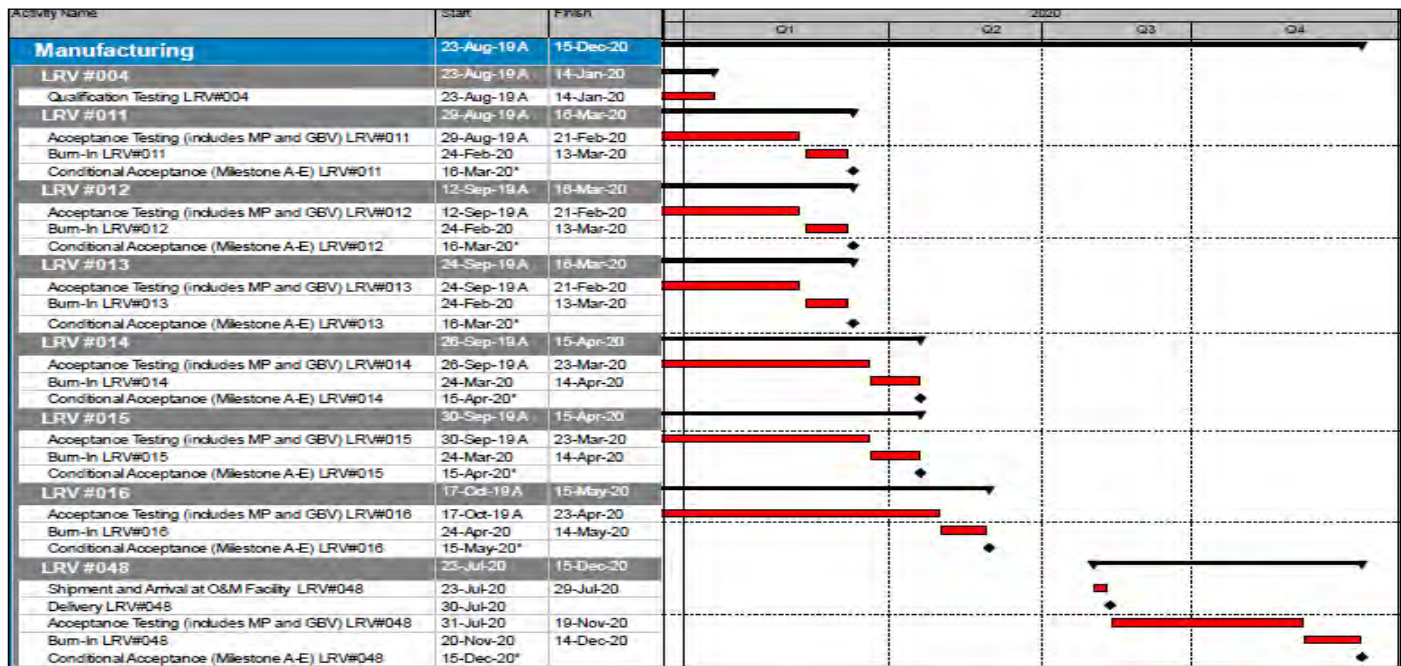 Activity Name Start Finish 2020
Q1 Q2 Q3 Q4
Manufacturing 23-Aug-19 A 15-Dec-20
LRV #004 23-Aug-19 A 14-Jan-20
Qualification Testing LRV#004 23-Aug-19 A 14-Jan-20
LRV #011 29-Aug-19 A 16-Mar-20
Acceptance Testing (includes MP and GBV) LRV#011 29-Aug-19 A 21-Feb-20
Burn-In LRV#011 24-Feb-20 13-Mar-20
Conditional Acceptance (Milestone A-E) LRV#011 16-Mar-20*
LRV #012 12-Sep-19 A 16-Mar-20
Acceptance Testing (includes MP and GBV) LRV#012 12-Sep-19 A 21-Feb-20
Burn-In LRV#012 24-Feb-20 13-Mar-20
Conditional Acceptance (Milestone A-E) LRV#012 16-Mar-20*
LRV #013 24-Sep-19 A 16-Mar-20
Acceptance Testing (includes MP and GBV) LRV#013 24-Sep-19 A 21-Feb-20
Burn-In LRV#013 24-Feb-20 13-Mar-20
Conditional Acceptance (Milestone A-E) LRV#013 16-Mar-20*
LRV #014 26-Sep-19 A 15-Apr-20
Acceptance Testing (includes MP and GBV) LRV#014 26-Sep-19 A 23-Mar-20
Burn-In LRV#014 24-Mar-20 14-Apr-20
Conditional Acceptance (Milestone A-E) LRV#014 15-Apr-20*
LRV #015 30-Sep-19 A 15-Apr-20
Acceptance Testing (includes MP and GBV) LRV#015 30-Sep-19 A 23-Mar-20
Burn-In LRV#015 24-Mar-20 14-Apr-20
Conditional Acceptance (Milestone A-E) LRV#015 15-Apr-20*
LRV #016 17-Oct-19 A 15-May-20
Acceptance Testing (includes MP and GBV) LRV#016 17-Oct-19 A 23-Apr-20
Burn-In LRV#016 24-Apr-20 14-May-20
Conditional Acceptance (Milestone A-E) LRV#016 15-May-20*
LRV #048 23-Jul-20 15-Dec-20
Shipment and Arrival at O&M Facility LRV#048 23-Jul-20 29-Jul-20
Delivery LRV#048 30-Jul-20
Acceptance Testing (includes MP and GBV) LRV#048 31-Jul-20 19-Nov-20
Burn-In LRV#048 20-Nov-20 14-Dec-20
Conditional Acceptance (Milestone A-E) LRV#048 15-Dec-20*